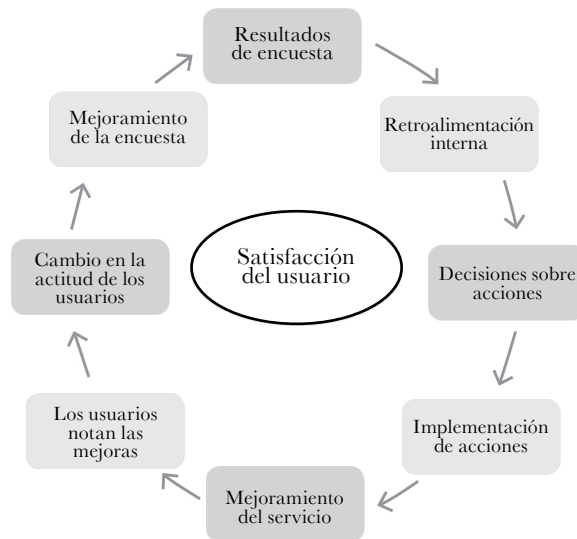 Resultados
de encuesta
Retroalimentación
interna
Decisiones sobre
acciones
Implementación
de acciones
Mejoramiento
del servicio
Los usuarios
notan las
mejoras
Cambio en la
actitud de los
usuarios
Mejoramiento
de la encuesta
Satisfacción
del usuario